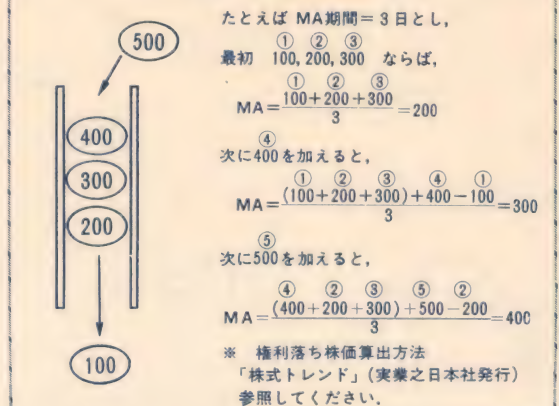 500
400
300
200
100
たとえば MA期間=3日とし,
① ② ③
最初 100, 200, 300 ならば,
① ② ③
MA=100+200+300/3=200
④
次に400を加えると,
① ② ③ ④ ①
MA=(100+200+300)+400−100/3=300
⑤
次に500を加えると,
④ ② ③ ⑤ ②
MA=(400+200+300)+500−200/3=400
※ 権利落ち株価算出方法
「株式トレンド」(実業之日本社発行)
参照してください.